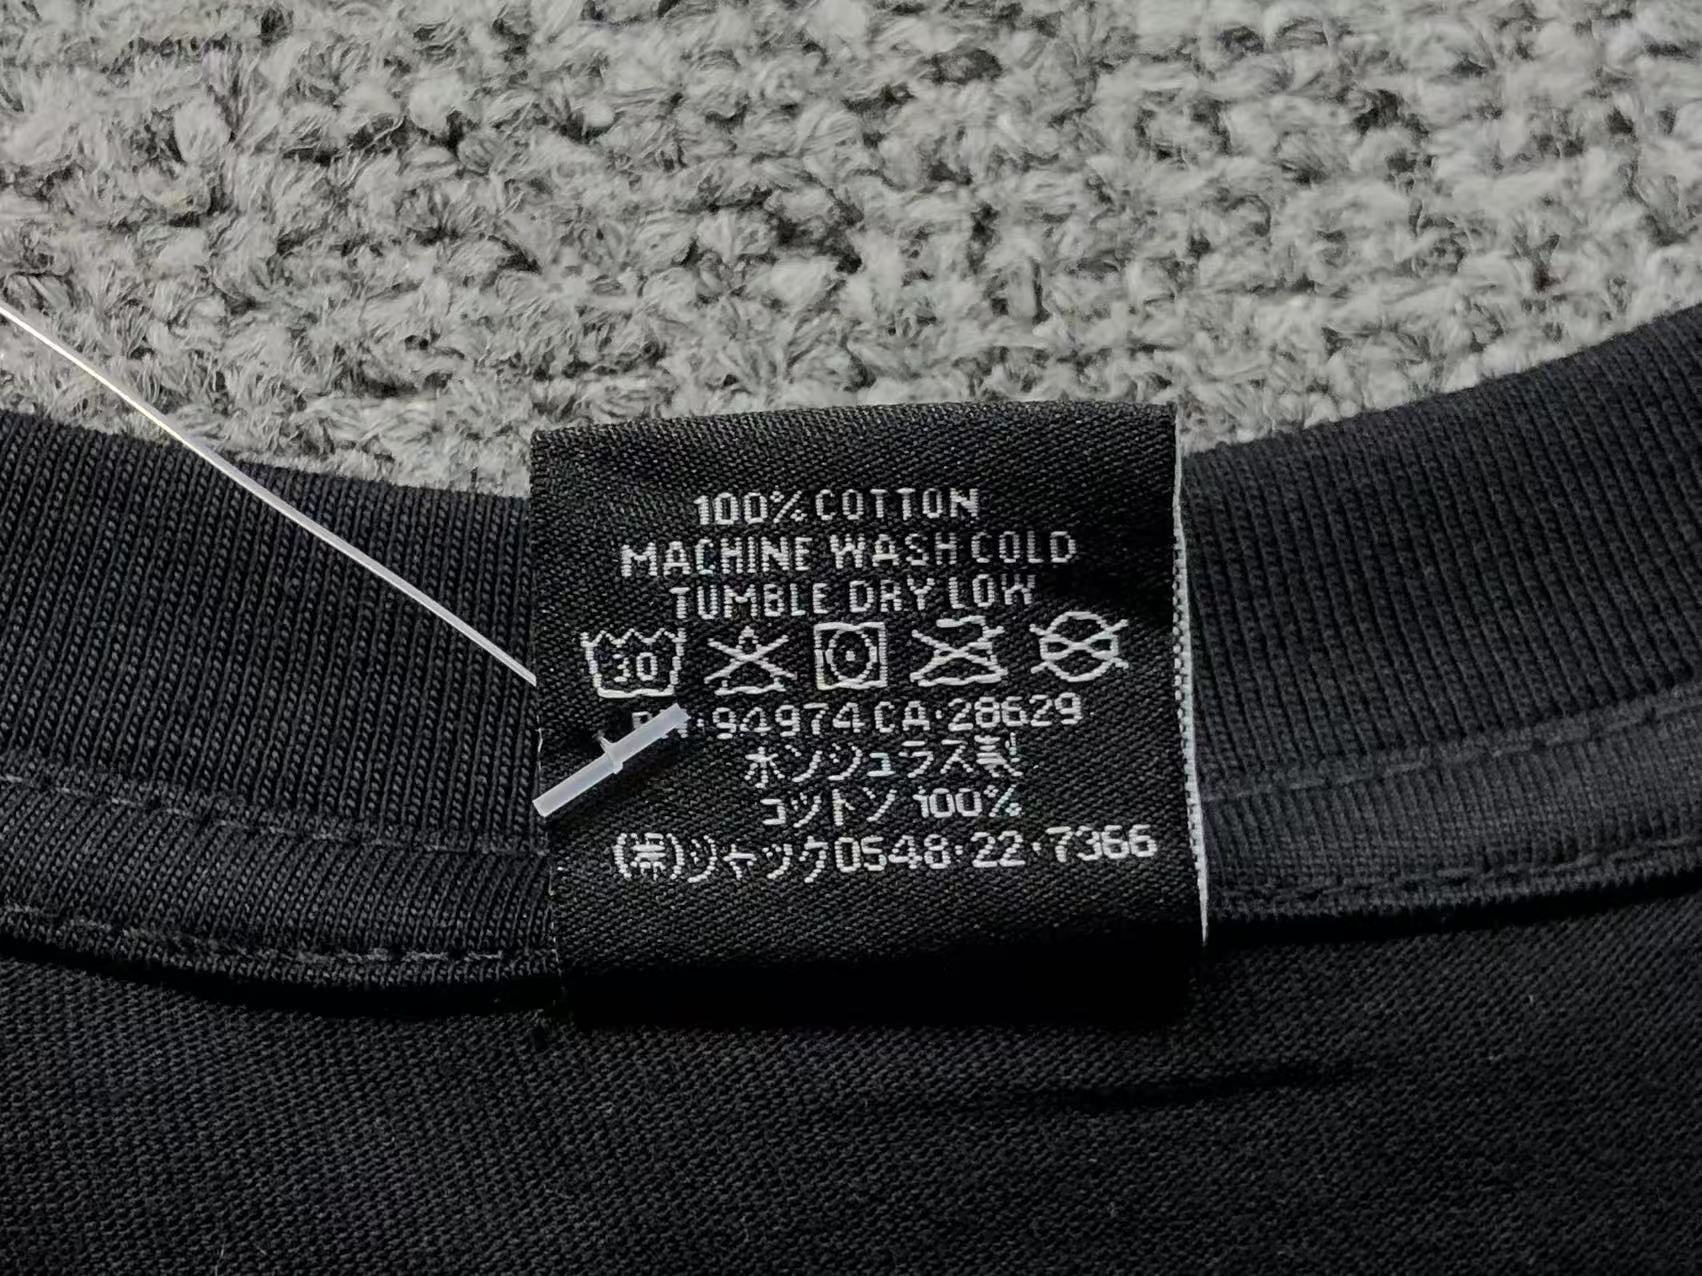 100% COTTON
MACHINE WASH COLD
TUMBLE DRY LOW
30
94974 CA·28629
ホンジュラス製
コットン 100%
(株)ジャック0548·22·7366